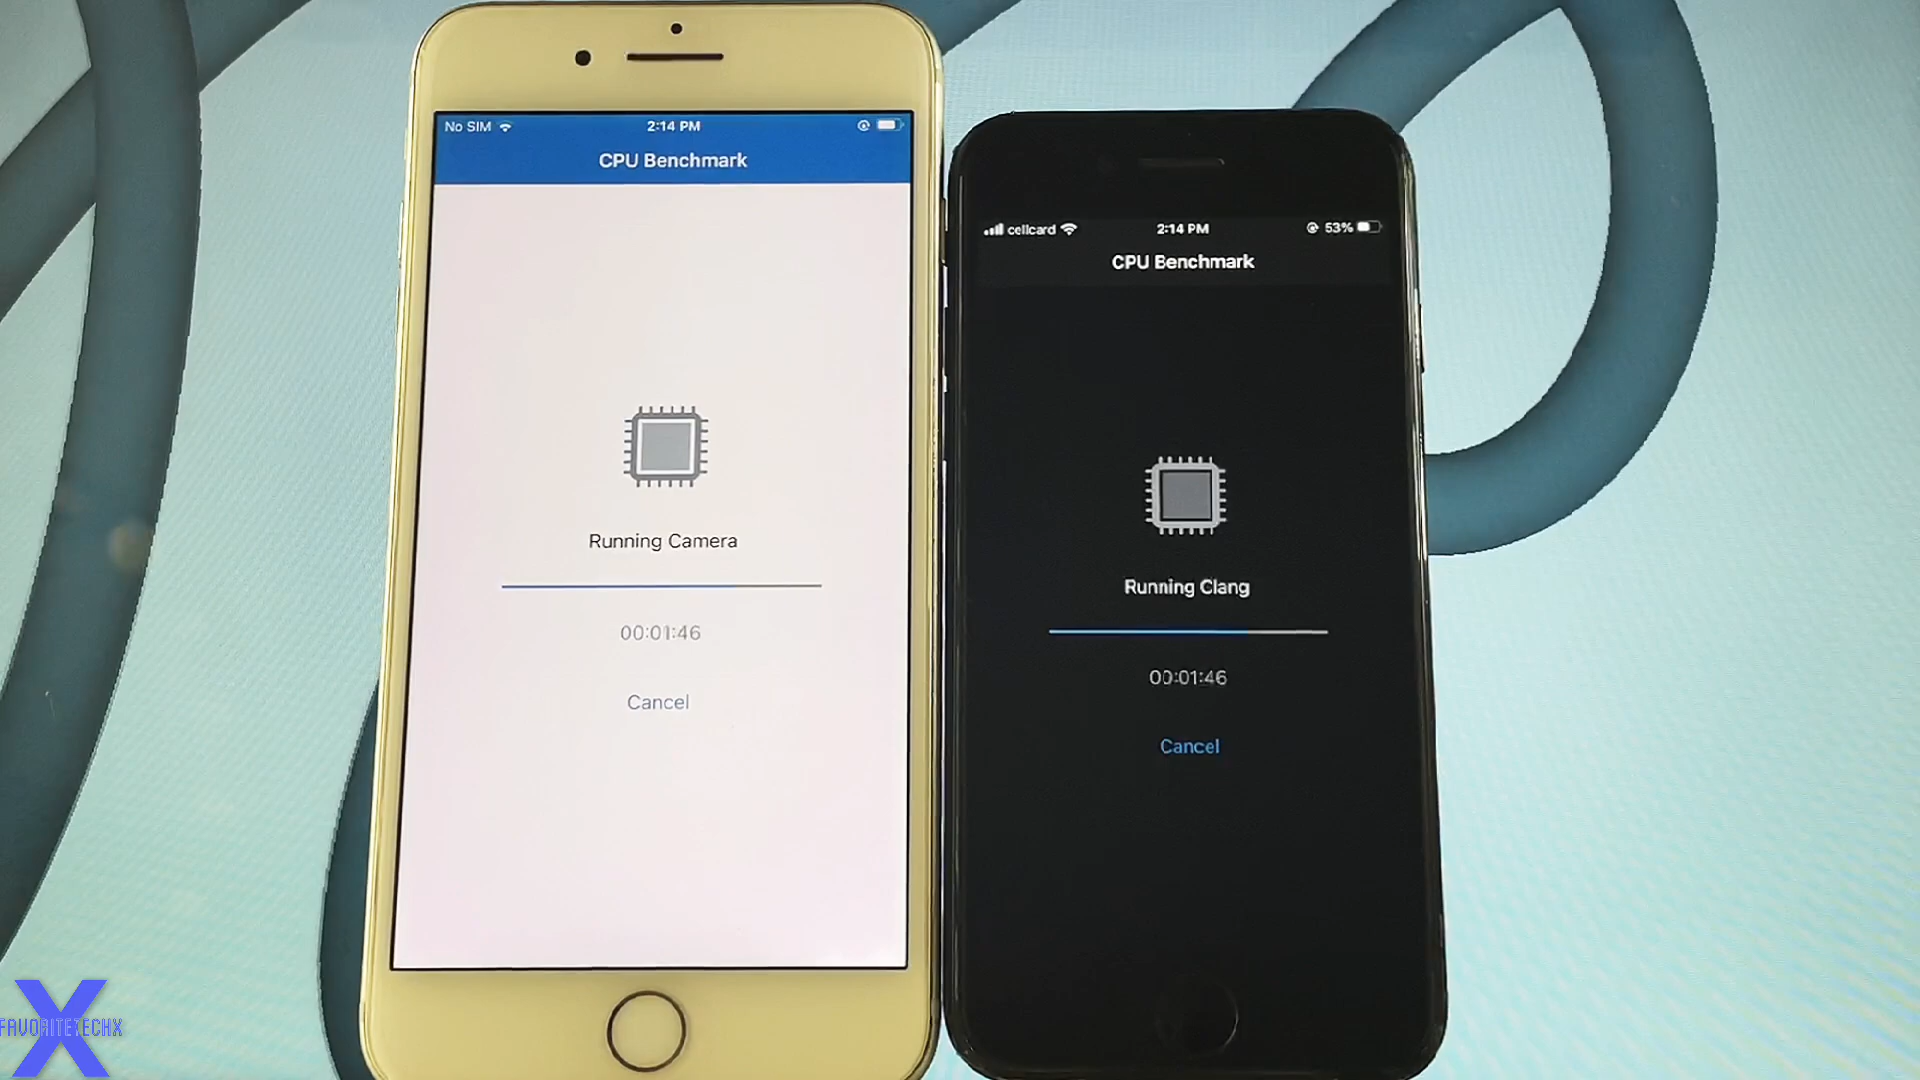 No SIM 2:14 PM
CPU Benchmark
Running Camera
00:01:46
Cancel
cellcard 2:14 PM 53%
CPU Benchmark
Running Clang
00:01:46
Cancel
X
FAVORITETECHX